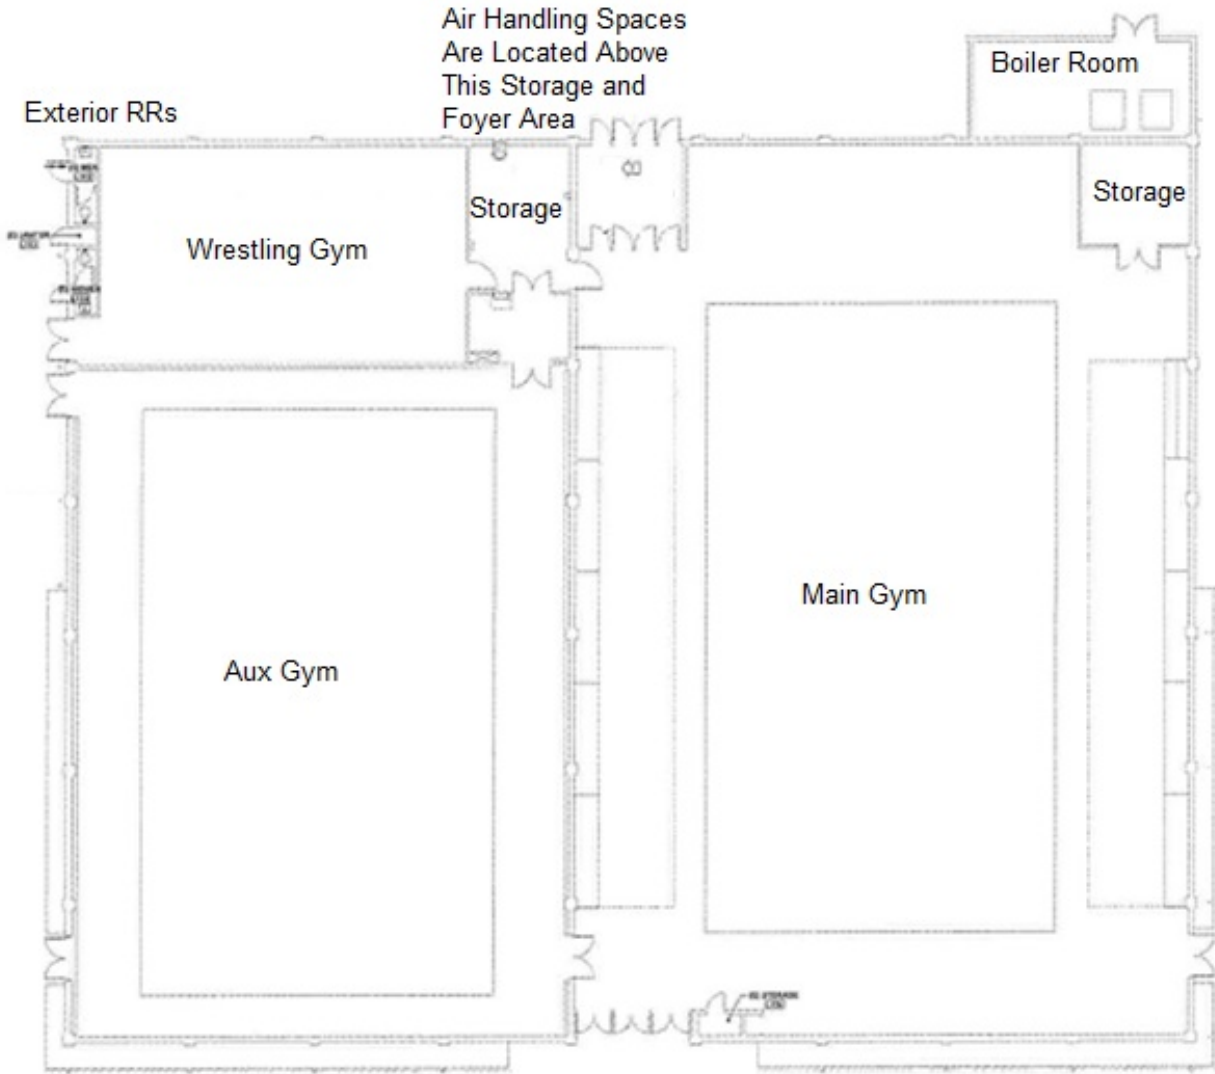 Air Handling Spaces
Are Located Above
This Storage and
Foyer Area
Boiler Room
Exterior RRs
Storage
Storage
Wrestling Gym
Main Gym
Aux Gym